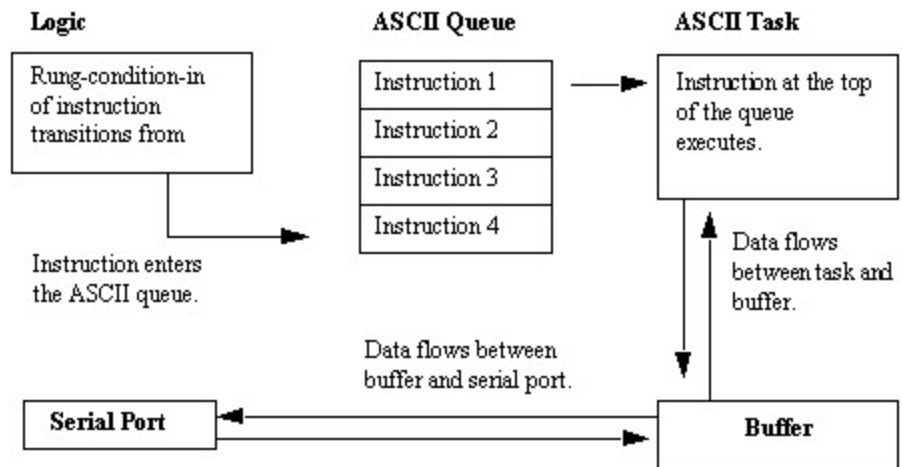 Logic
ASCII Queue
ASCII Task
Rung-condition-in
of instruction
transitions from
Instruction 1
Instruction 2
Instruction 3
Instruction 4
Instruction at the top
of the queue
executes.
Instruction enters
the ASCII queue.
Data flows
between task and
buffer.
Data flows between
buffer and serial port.
Serial Port
Buffer